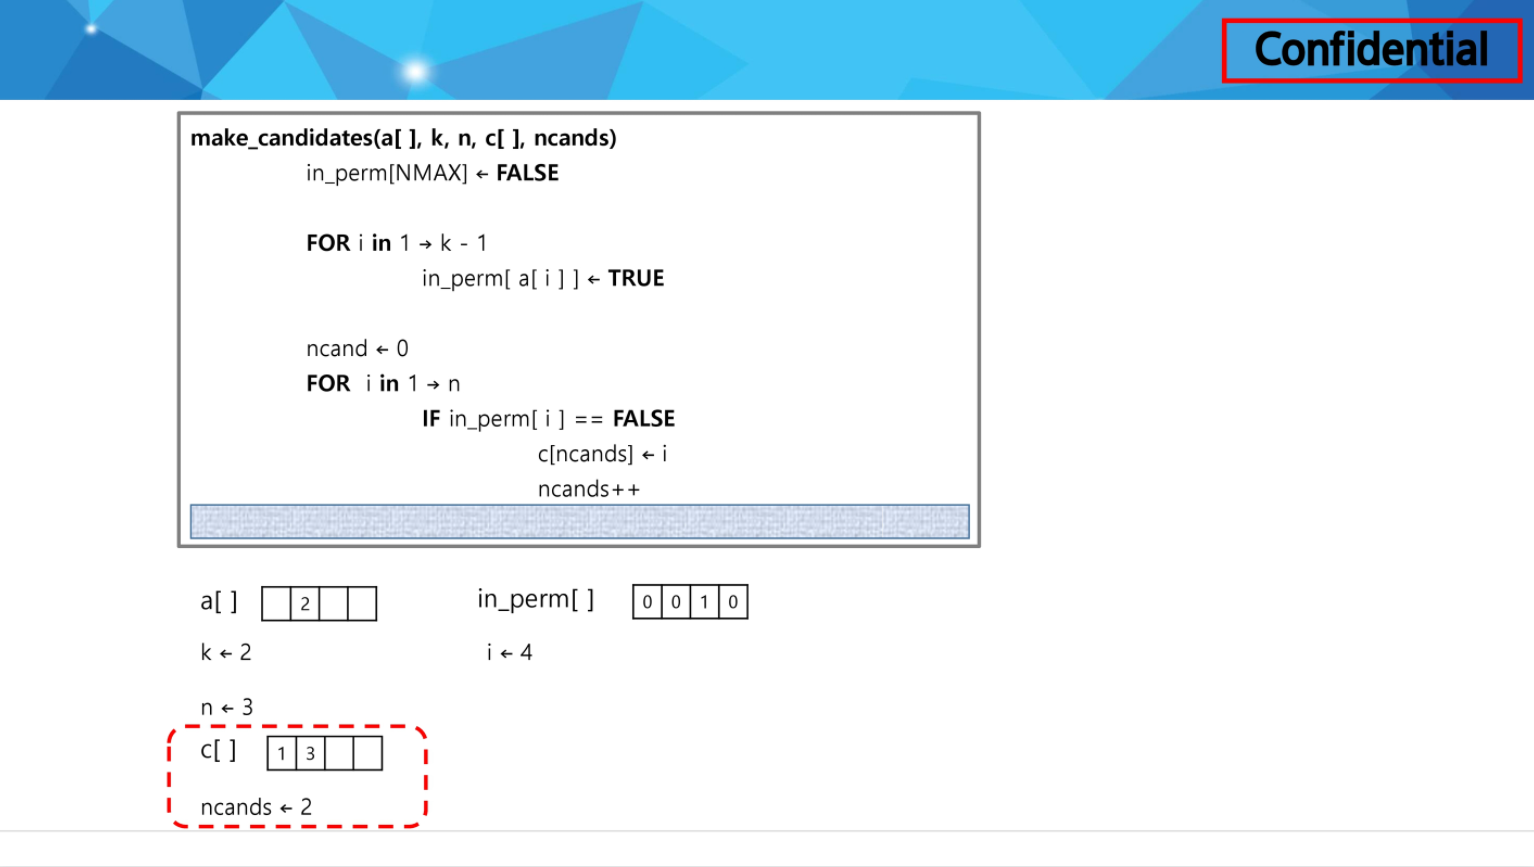 Confidential
make_candidates(a[ ], k, n, c[ ], ncands)
in_perm[NMAX] ← FALSE
FOR i in 1 → k - 1
in_perm[ a[ i ] ] ← TRUE
ncand ← 0
FOR i in 1 → n
IF in_perm[ i ] == FALSE
c[ncands] ← i
ncands++
a[ ] 2 in_perm[ ] 0 0 1 0
k ← 2 i ← 4
n ← 3
c[ ] 1 3
ncands ← 2